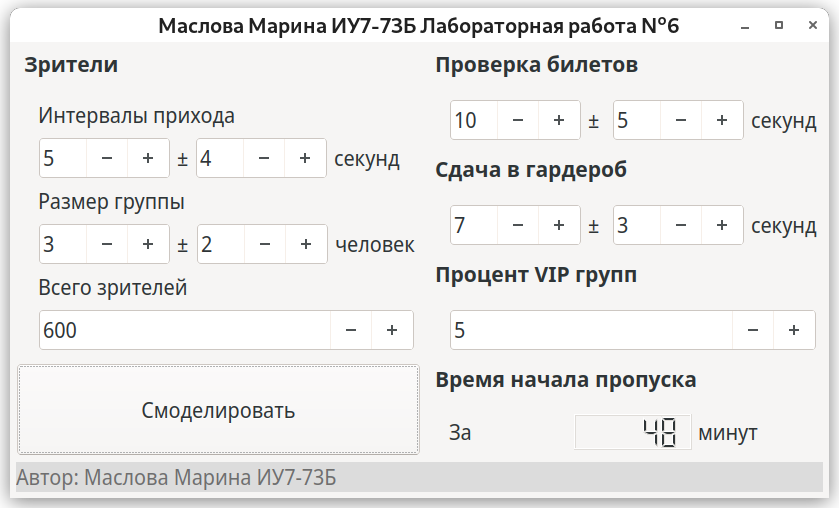 Маслова Марина ИУ7-73Б Лабораторная работа №6
Зрители
Интервалы прихода
5 − + ± 4 − + секунд
Размер группы
3 − + ± 2 − + человек
Всего зрителей
600 − +
Смоделировать
Проверка билетов
10 − + ± 5 − + секунд
Сдача в гардероб
7 − + ± 3 − + секунд
Процент VIP групп
5 − +
Время начала пропуска
За 48 минут
Автор: Маслова Марина ИУ7-73Б